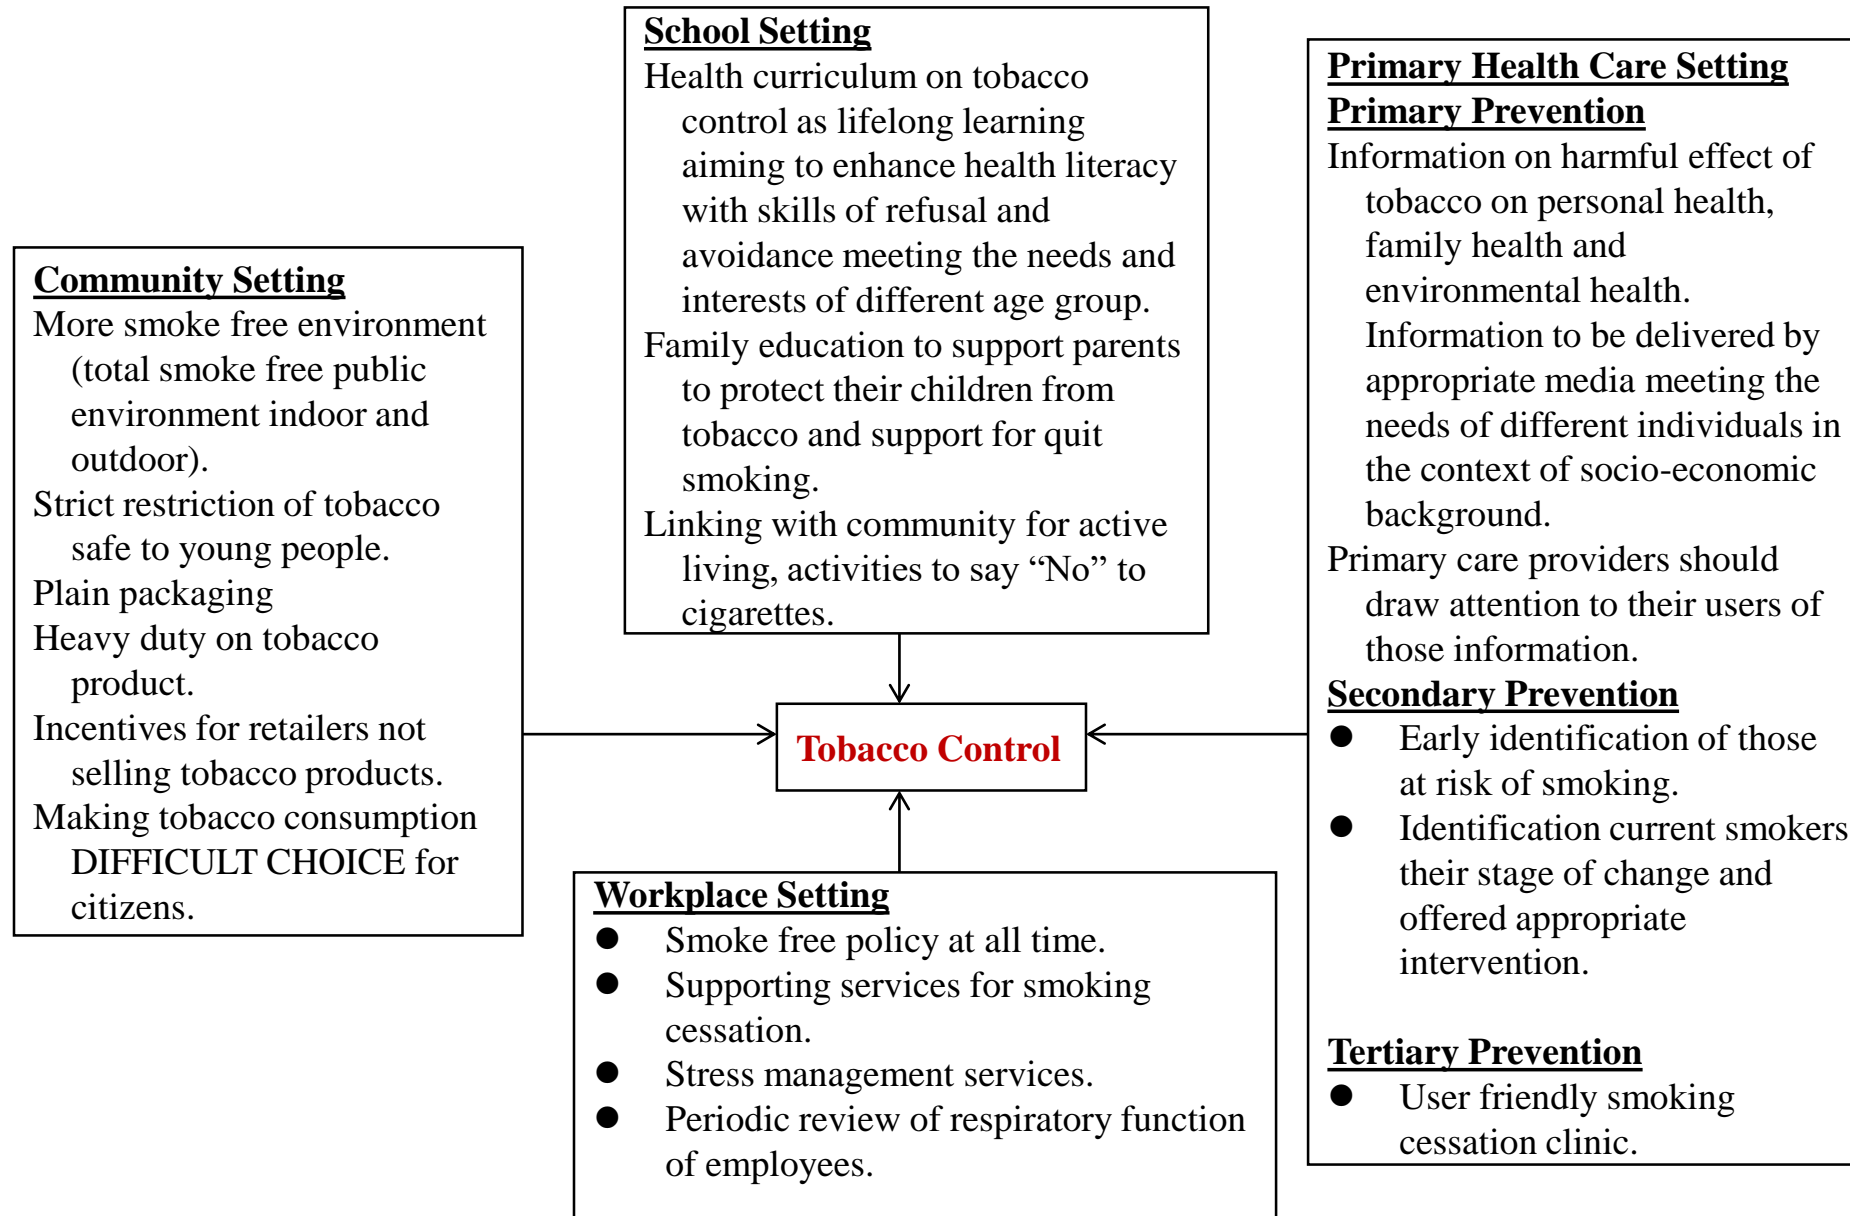 School Setting
Health curriculum on tobacco
control as lifelong learning
aiming to enhance health literacy
with skills of refusal and
avoidance meeting the needs and
interests of different age group.
Family education to support parents
to protect their children from
tobacco and support for quit
smoking.
Linking with community for active
living, activities to say “No” to
cigarettes.
Primary Health Care Setting
Primary Prevention
Information on harmful effect of
tobacco on personal health,
family health and
environmental health.
Information to be delivered by
appropriate media meeting the
needs of different individuals in
the context of socio-economic
background.
Primary care providers should
draw attention to their users of
those information.
Secondary Prevention
● Early identification of those
at risk of smoking.
● Identification current smokers
their stage of change and
offered appropriate
intervention.
Tertiary Prevention
● User friendly smoking
cessation clinic.
Community Setting
More smoke free environment
(total smoke free public
environment indoor and
outdoor).
Strict restriction of tobacco
safe to young people.
Plain packaging
Heavy duty on tobacco
product.
Incentives for retailers not
selling tobacco products.
Making tobacco consumption
DIFFICULT CHOICE for
citizens.
Tobacco Control
Workplace Setting
● Smoke free policy at all time.
● Supporting services for smoking
cessation.
● Stress management services.
● Periodic review of respiratory function
of employees.